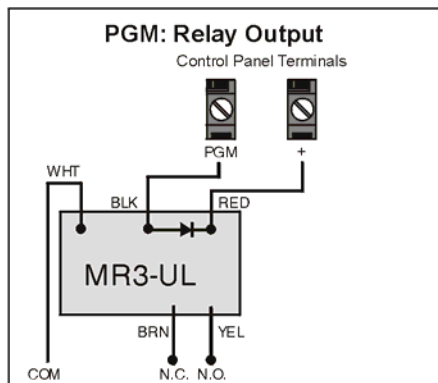 PGM: Relay Output
Control Panel Terminals
PGM +
WHT
BLK RED
MR3-UL
BRN YEL
COM N.C. N.O.